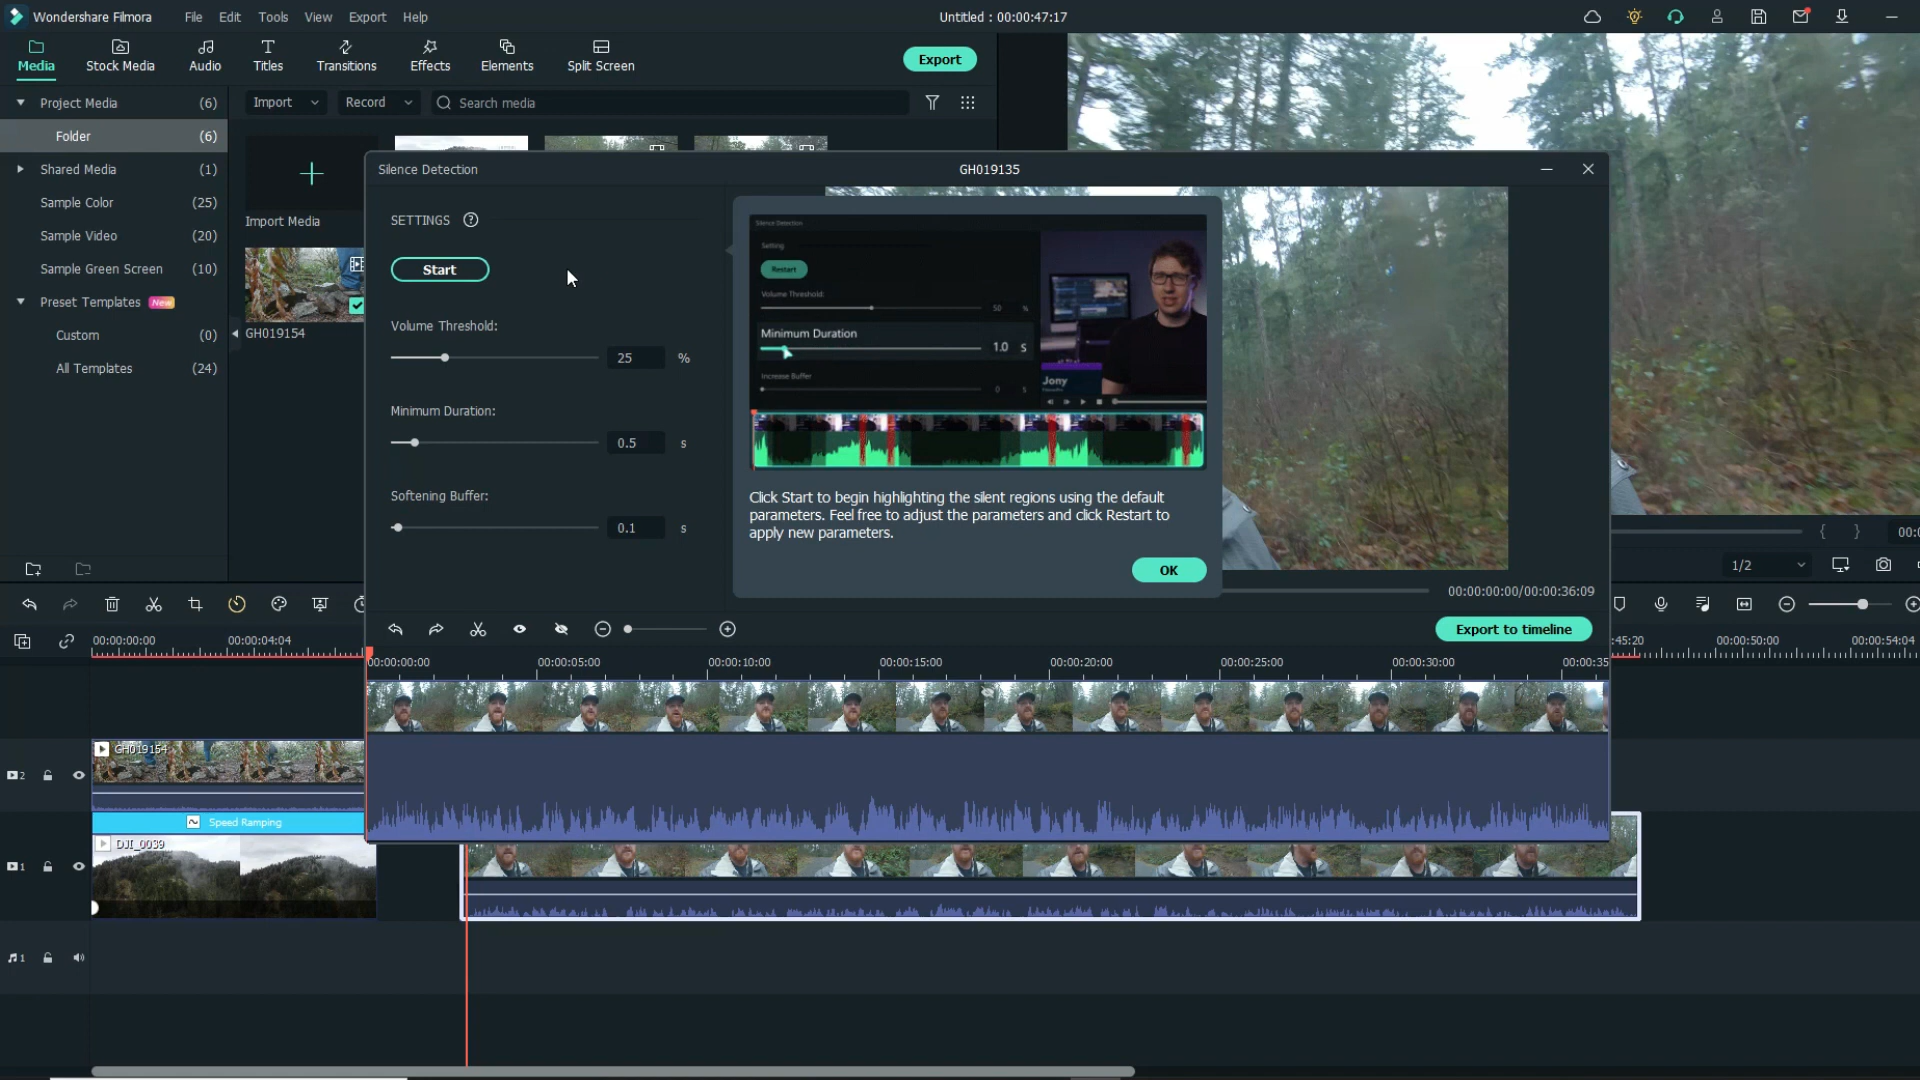 Wondershare Filmora
File Edit Tools View Export Help
Untitled : 00:00:47:17
Media Stock Media Audio Titles Transitions Effects Elements Split Screen
Export
Project Media (6)
Import Record Search media
Folder (6)
Shared Media (1)
Sample Color (25)
Sample Video (20)
Sample Green Screen (10)
Preset Templates New
Custom (0)
All Templates (24)
Import Media
GH019154
Silence Detection
GH019135
SETTINGS ?
Start
Volume Threshold:
25 %
Minimum Duration:
0.5 s
Softening Buffer:
0.1 s
Silence Detection
Setting
Restart
Volume Threshold:
50 %
Minimum Duration
1.0 S
Increase Buffer
0 s
Jony
Click Start to begin highlighting the silent regions using the default
parameters. Feel free to adjust the parameters and click Restart to
apply new parameters.
OK
00:00:00:00/00:00:36:09
{ }
1/2
Export to timeline
00:00:00:00 00:00:05:00 00:00:10:00 00:00:15:00 00:00:20:00 00:00:25:00 00:00:30:00 00:00:35
00:00:00:00 00:00:04:04
:45:20 00:00:50:00 00:00:54:04
2
GH019154
Speed Ramping
1
DJI_0039
1